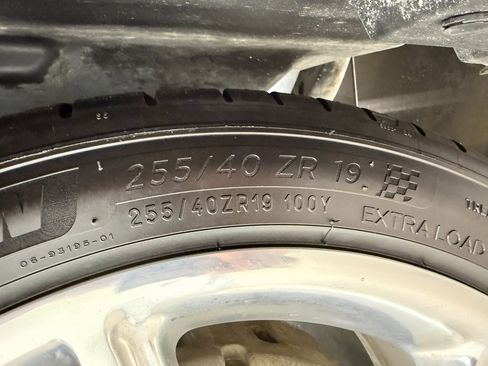 255/40 ZR 19
255/40ZR19 100Y
EXTRA LOAD
06-93195-01